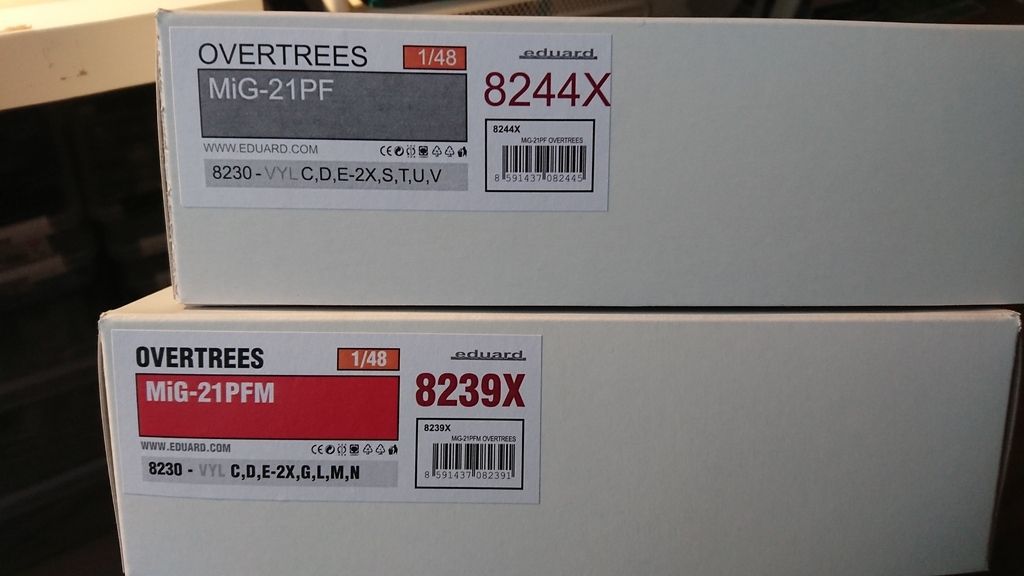 OVERTREES 1/48 eduard
MiG-21PF 8244X
8244X
MiG-21PF OVERTREES
WWW.EDUARD.COM
8230 - VYL C,D,E-2X,S,T,U,V
8 591437 082445
OVERTREES 1/48 eduard
MiG-21PFM 8239X
8239X
MiG-21PFM OVERTREES
WWW.EDUARD.COM
8230 - VYL C,D,E-2X,G,L,M,N
8 591437 082391